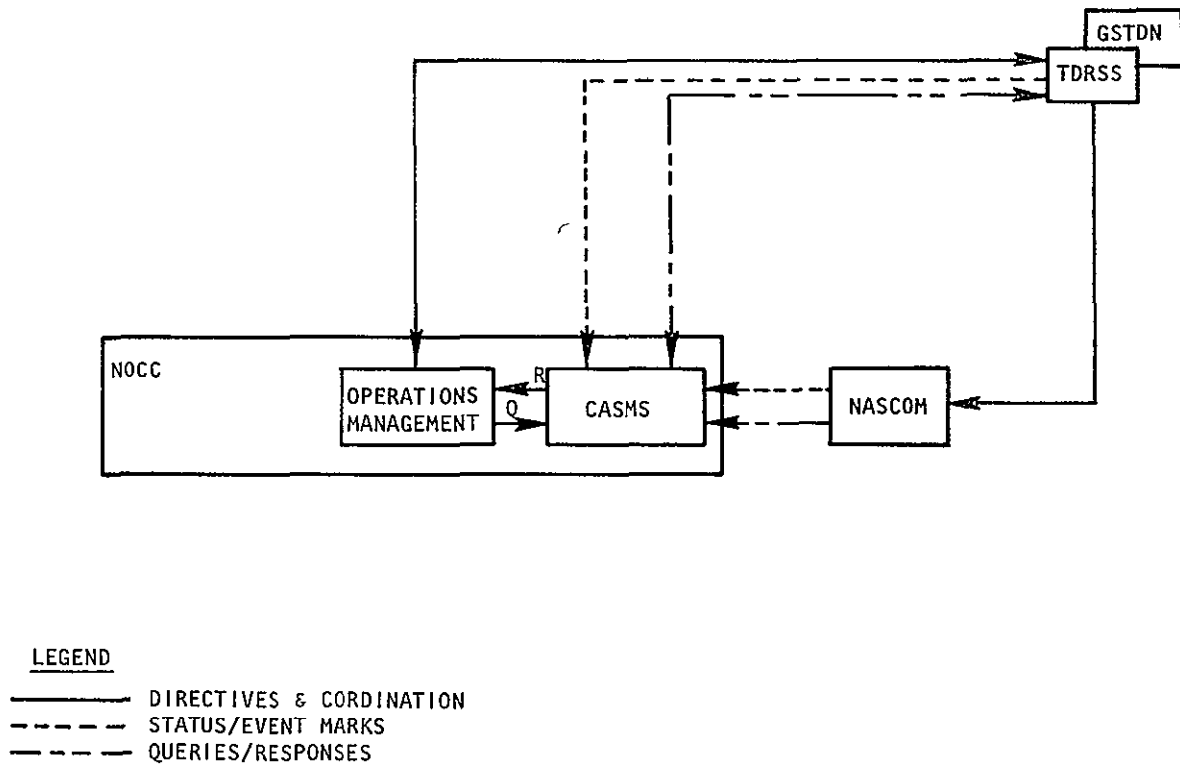 GSTDN
TDRSS
NOCC
OPERATIONS
MANAGEMENT
R
Q
CASMS
NASCOM
LEGEND
DIRECTIVES & CORDINATION
STATUS/EVENT MARKS
QUERIES/RESPONSES